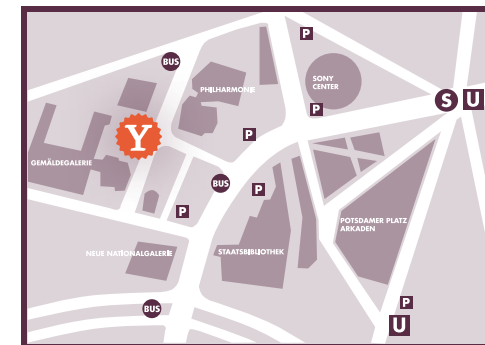 P
BUS
SONY
CENTER
PHILHARMONIE
S U
P
Y
P
GEMÄLDEGALERIE
BUS
P
P
POTSDAMER PLATZ
ARKADEN
NEUE NATIONALGALERIE
STAATSBIBLIOTHEK
BUS
P
U